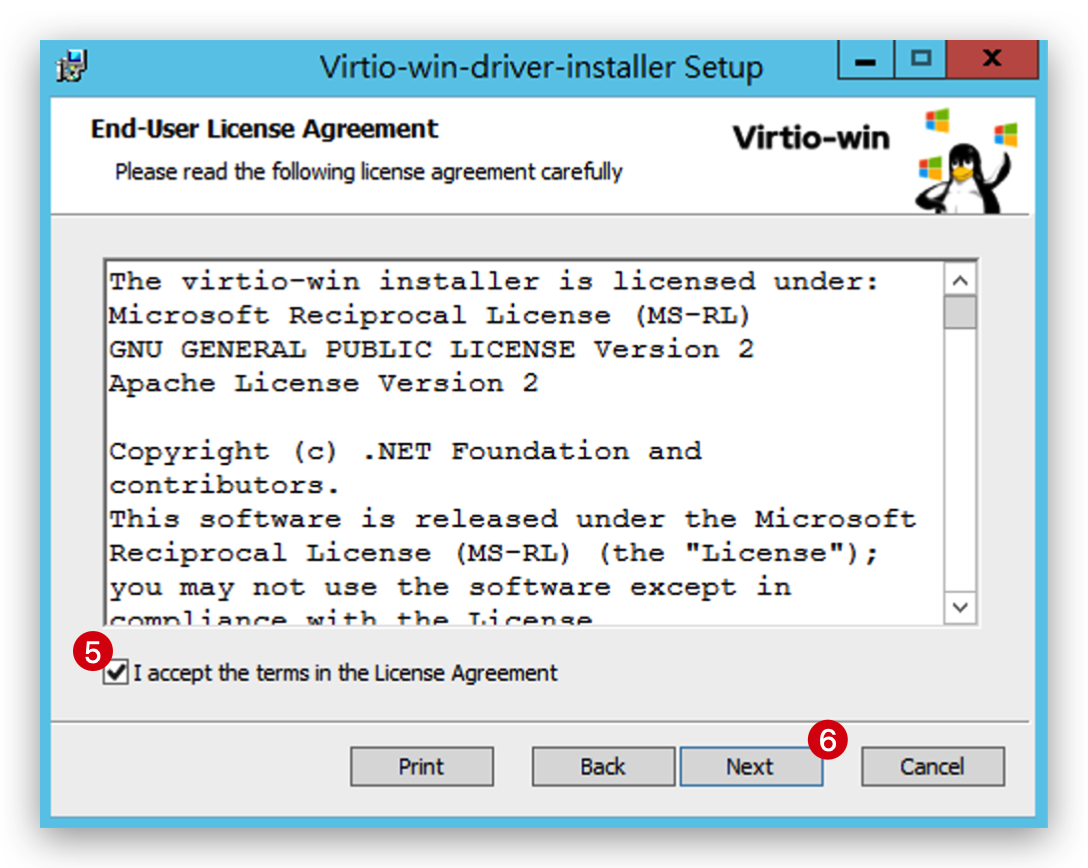 Virtio-win-driver-installer Setup
End-User License Agreement
Please read the following license agreement carefully
Virtio-win
The virtio-win installer is licensed under:
Microsoft Reciprocal License (MS-RL)
GNU GENERAL PUBLIC LICENSE Version 2
Apache License Version 2
Copyright (c) .NET Foundation and
contributors.
This software is released under the Microsoft
Reciprocal License (MS-RL) (the "License");
you may not use the software except in
compliance with the License
5
I accept the terms in the License Agreement
6
Print Back Next Cancel